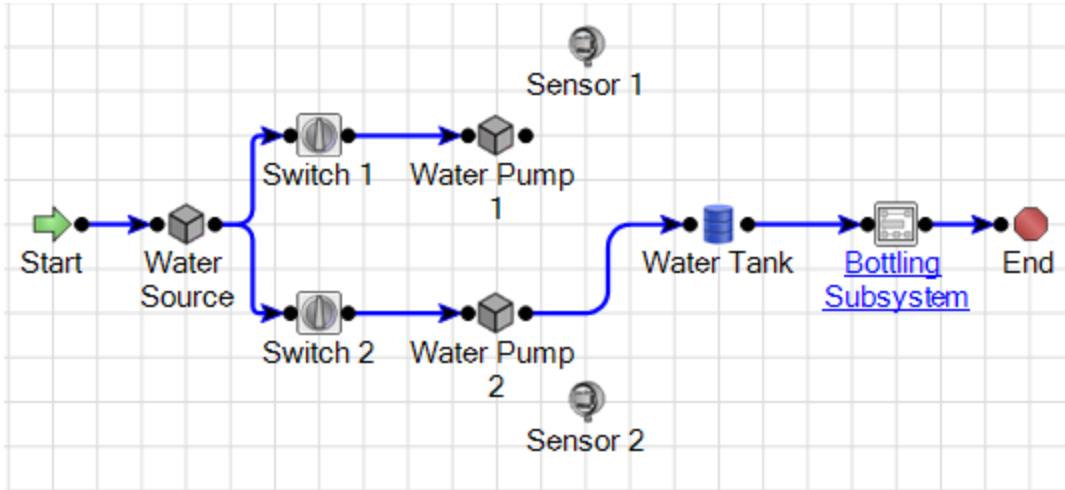 Sensor 1
Switch 1
Water Pump
1
Start
Water
Source
Water Tank
Bottling
Subsystem
End
Switch 2
Water Pump
2
Sensor 2